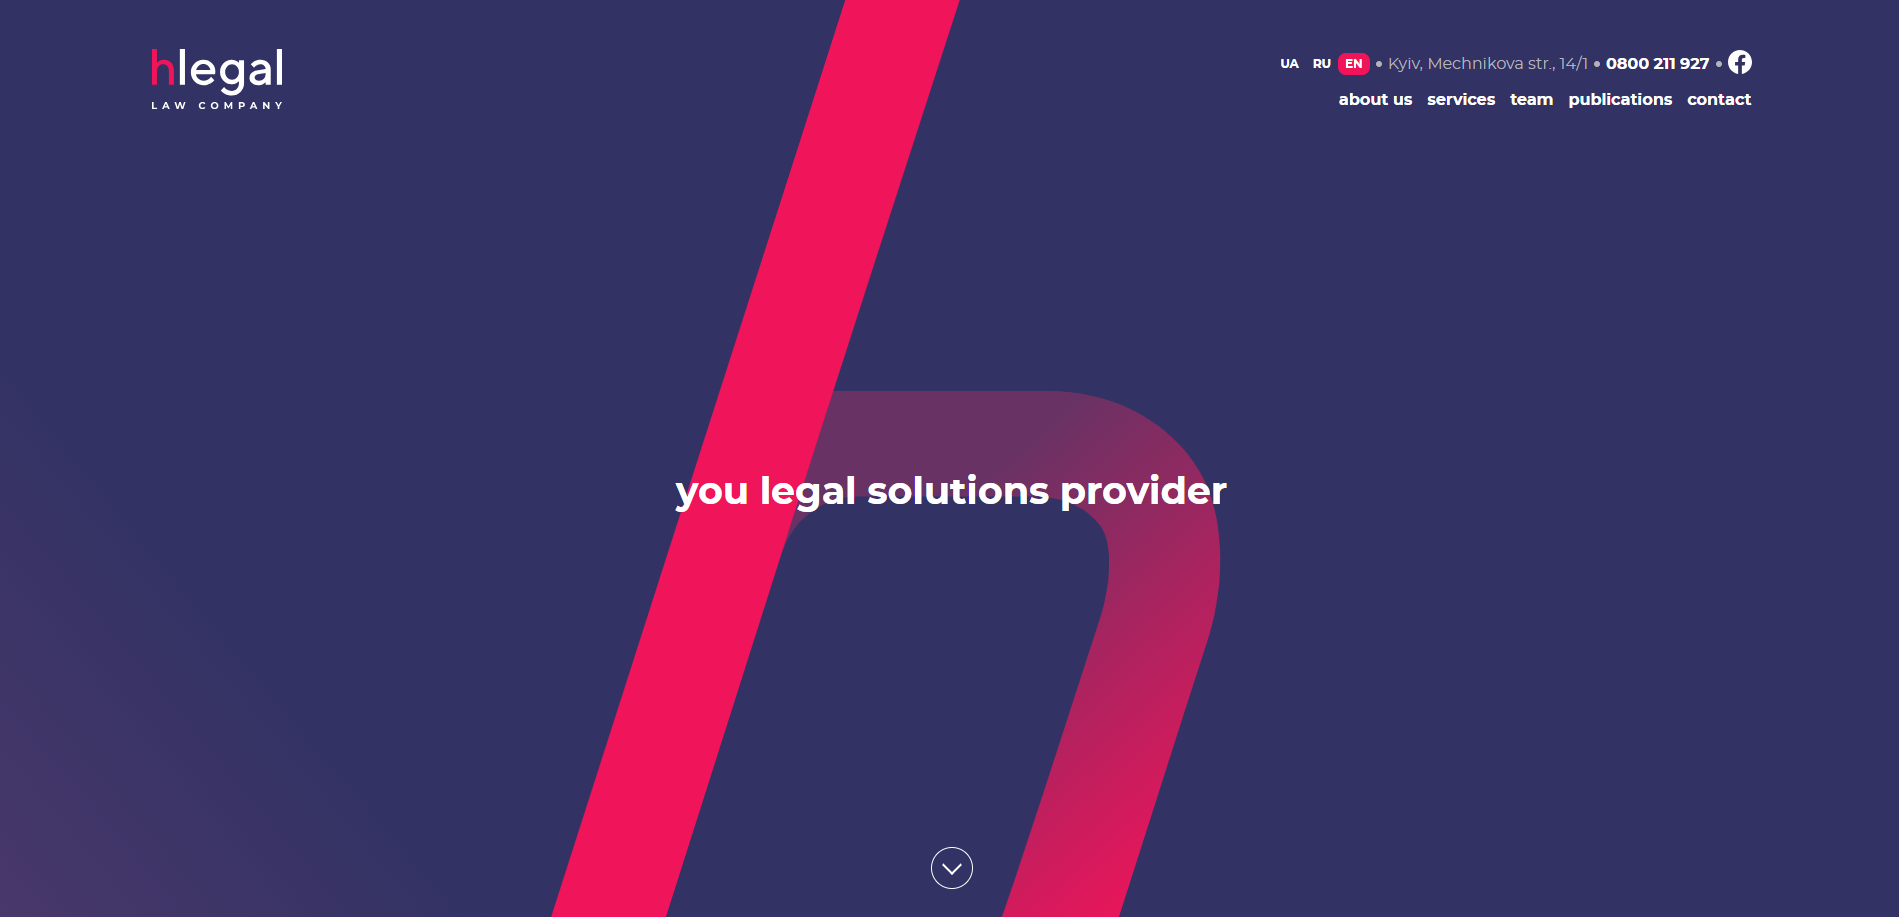 hlegal
LAW COMPANY
UA RU EN • Kyiv, Mechnikova str., 14/1 • 0800 211 927 •
about us services team publications contact
you legal solutions provider